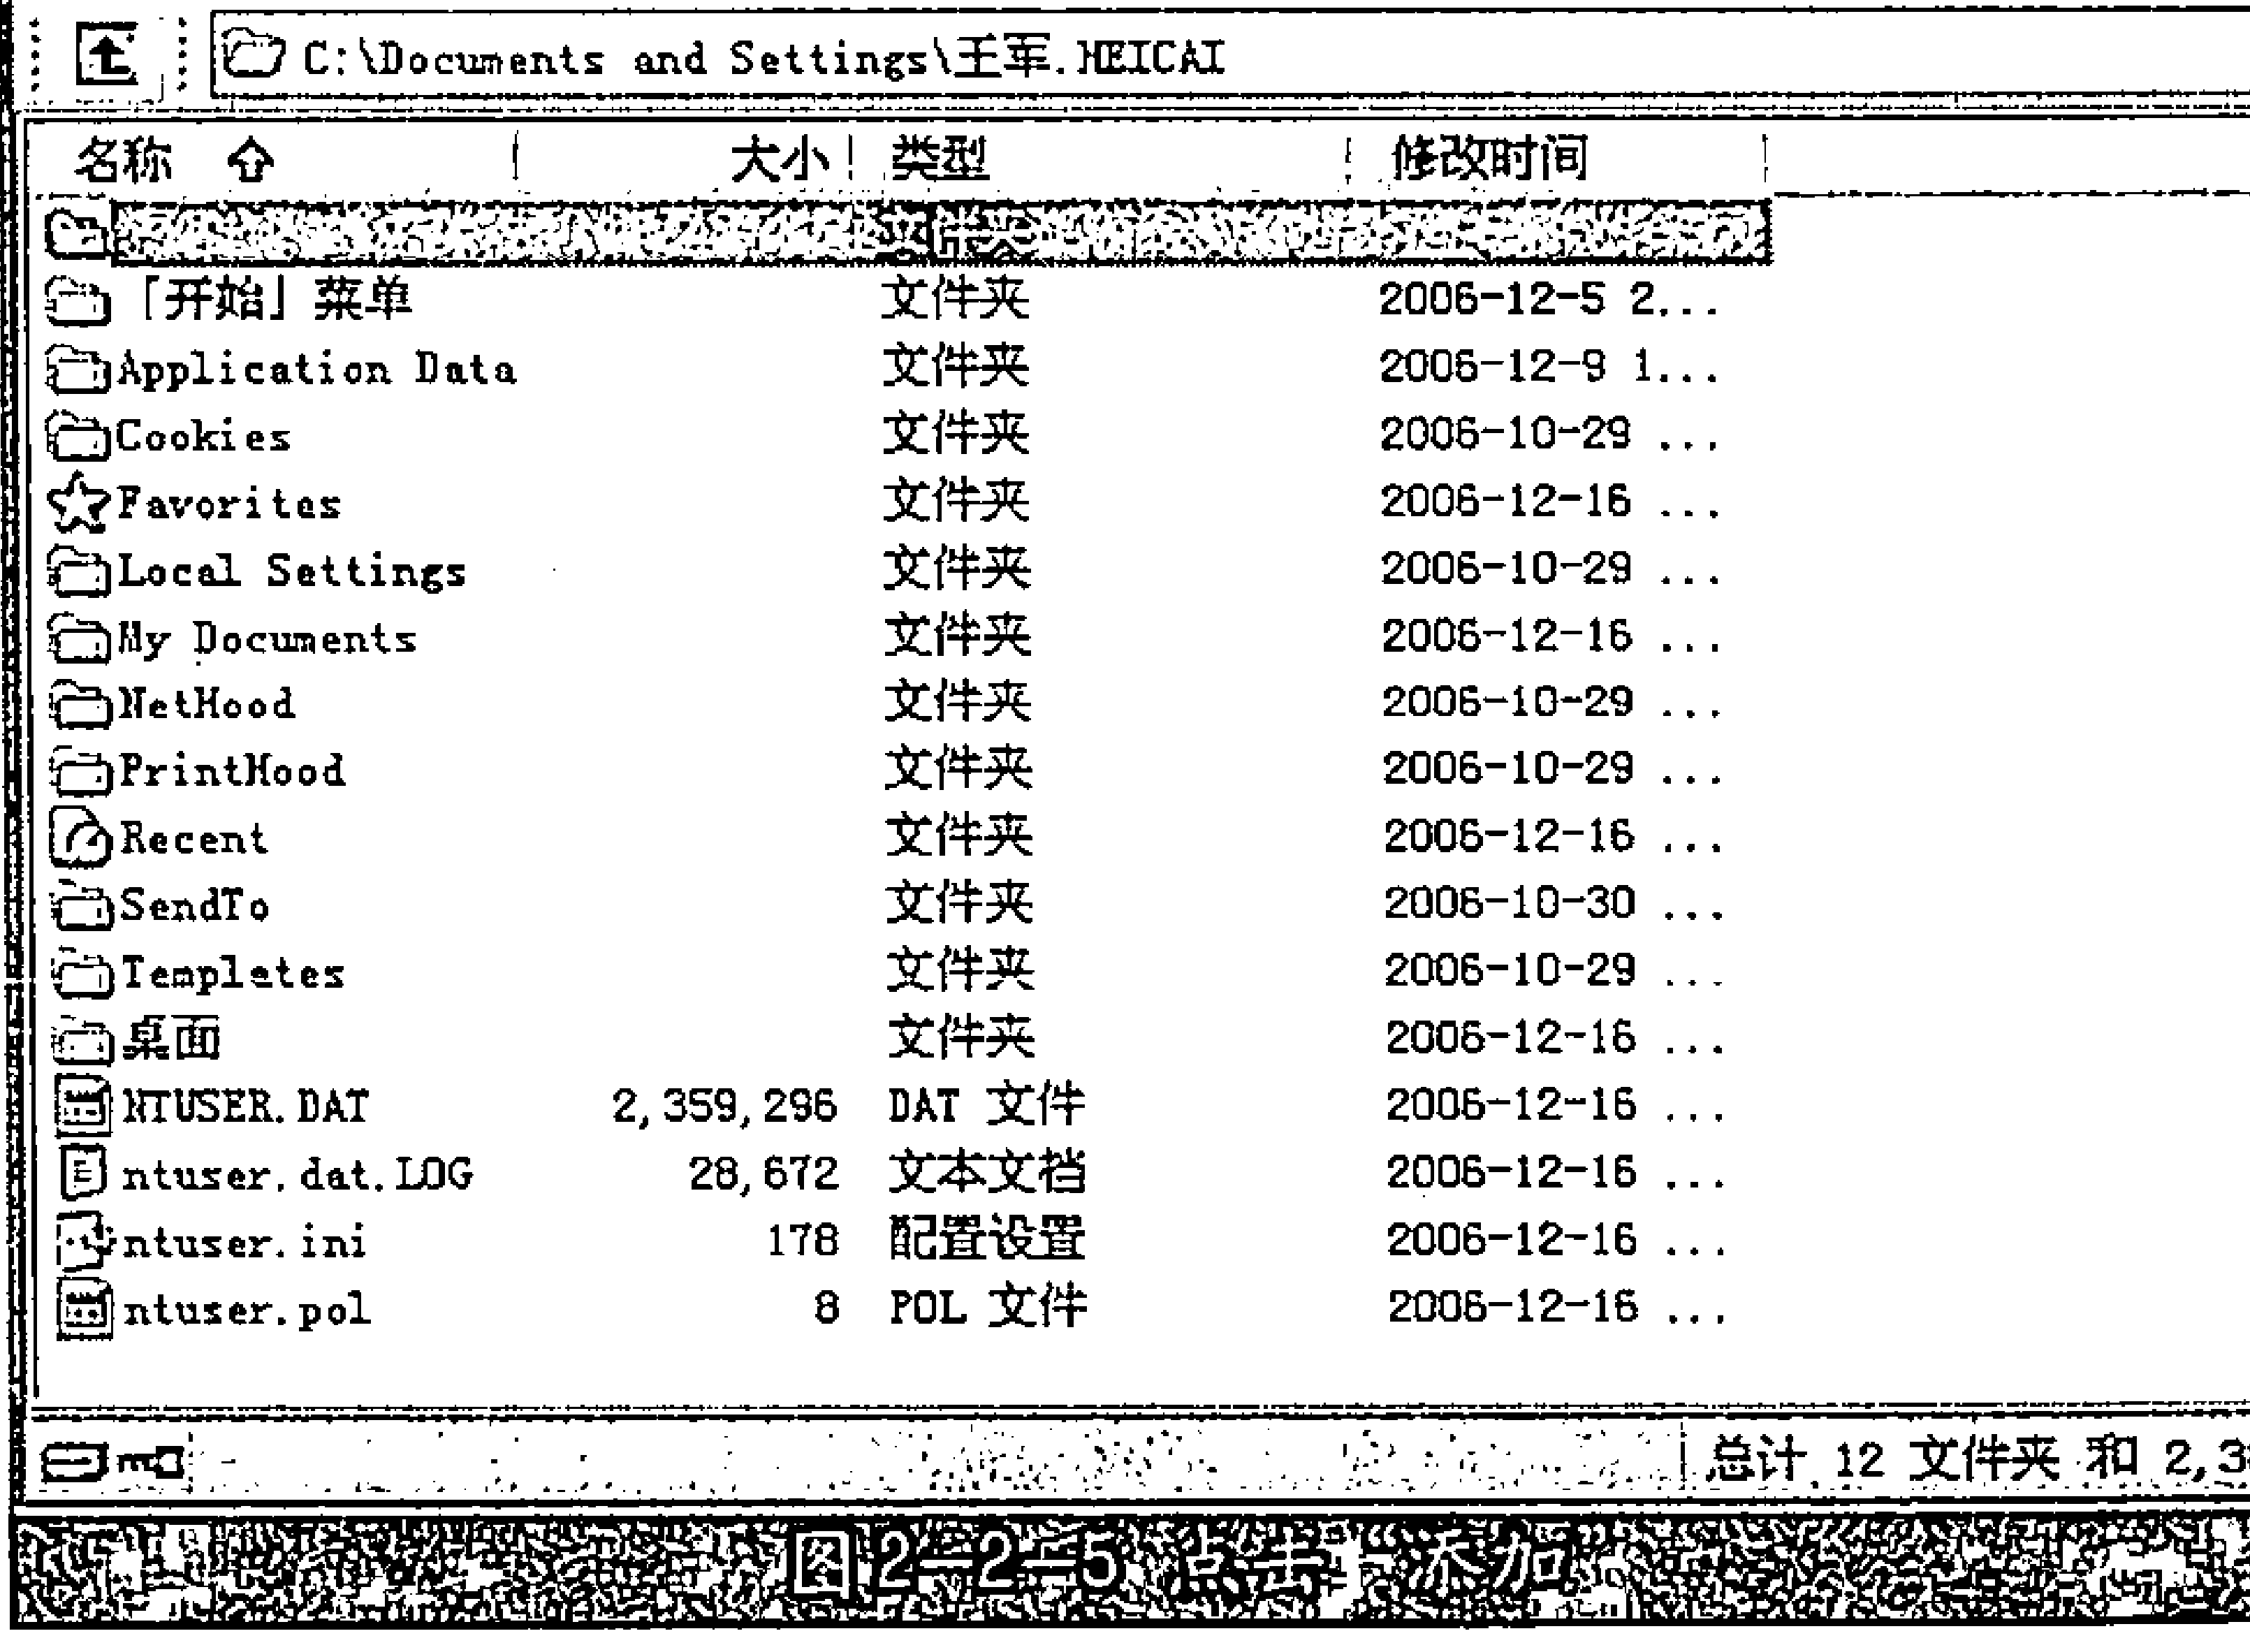 C:\Documents and Settings\王军.HEICAI
名称 大小 类型 修改时间
夹
「开始」菜单 文件夹 2006-12-5 2...
Application Data 文件夹 2006-12-9 1...
Cookies 文件夹 2006-10-29 ...
Favorites 文件夹 2006-12-16 ...
Local Settings 文件夹 2006-10-29 ...
My Documents 文件夹 2006-12-16 ...
NetHood 文件夹 2006-10-29 ...
PrintHood 文件夹 2006-10-29 ...
Recent 文件夹 2006-12-16 ...
SendTo 文件夹 2006-10-30 ...
Templates 文件夹 2006-10-29 ...
桌面 文件夹 2006-12-16 ...
NTUSER.DAT 2,359,296 DAT 文件 2006-12-16 ...
ntuser.dat.LOG 28,672 文本文档 2006-12-16 ...
ntuser.ini 178 配置设置 2006-12-16 ...
ntuser.pol 8 POL 文件 2006-12-16 ...
总计 12 文件夹 和 2,3
图2-2-5 点击 添加